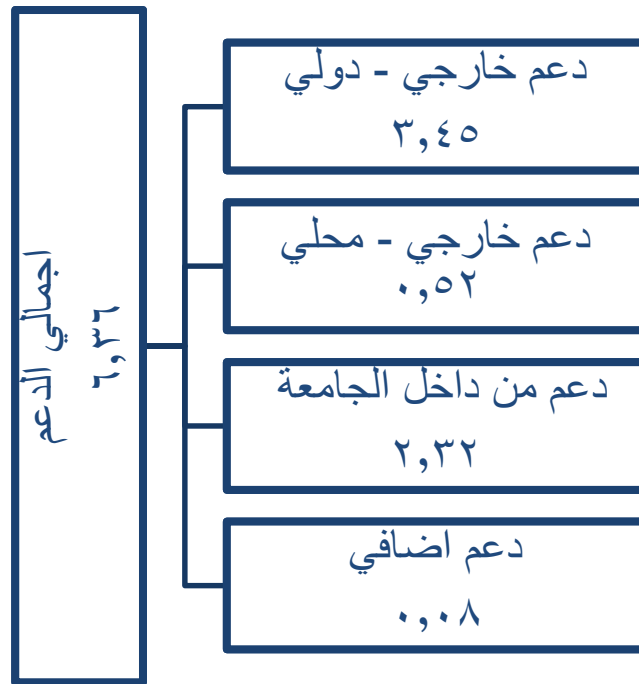 اجمالي الدعم
٦,٣٦
دعم خارجي - دولي
٣,٤٥
دعم خارجي - محلي
٠,٥٢
دعم من داخل الجامعة
٢,٣٢
دعم اضافي
٠,٠٨